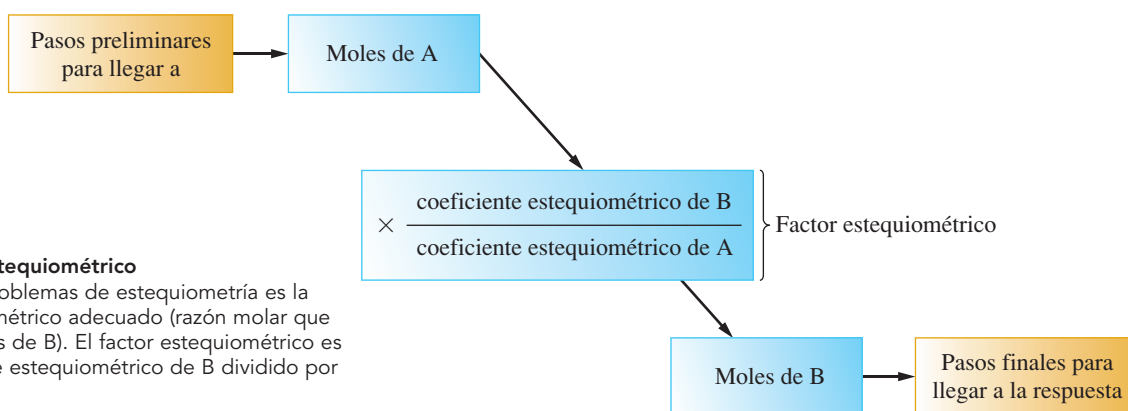 Pasos preliminares
para llegar a
Moles de A
× coeficiente estequiométrico de B
coeficiente estequiométrico de A
Factor estequiométrico
tequiométrico
oblemas de estequiometría es la
métrico adecuado (razón molar que
s de B). El factor estequiométrico es
e estequiométrico de B dividido por
Moles de B
Pasos finales para
llegar a la respuesta